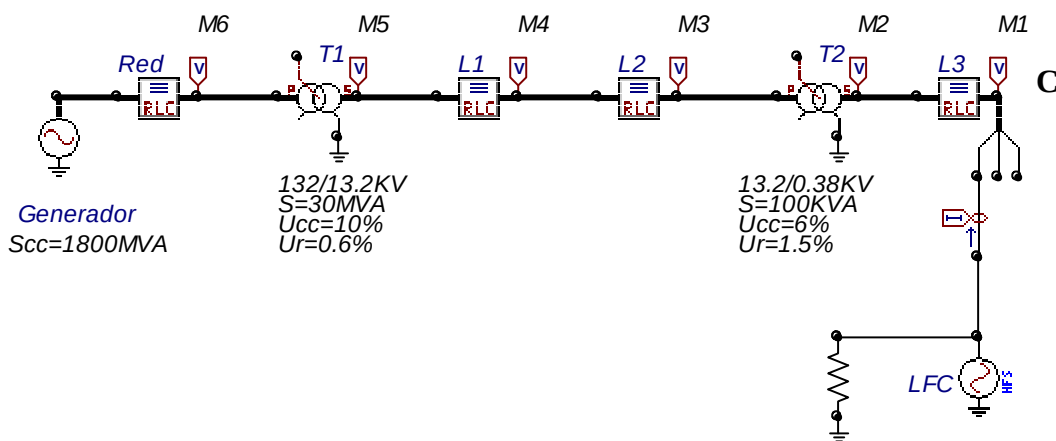 M6 M5 M4 M3 M2 M1
Red T1 L1 L2 T2 L3
V V V V V V
C
P S P S
RLC RLC RLC RLC
132/13.2KV
S=30MVA
Ucc=10%
Ur=0.6%
13.2/0.38KV
S=100KVA
Ucc=6%
Ur=1.5%
Generador
Scc=1800MVA
I
LFC
HFS